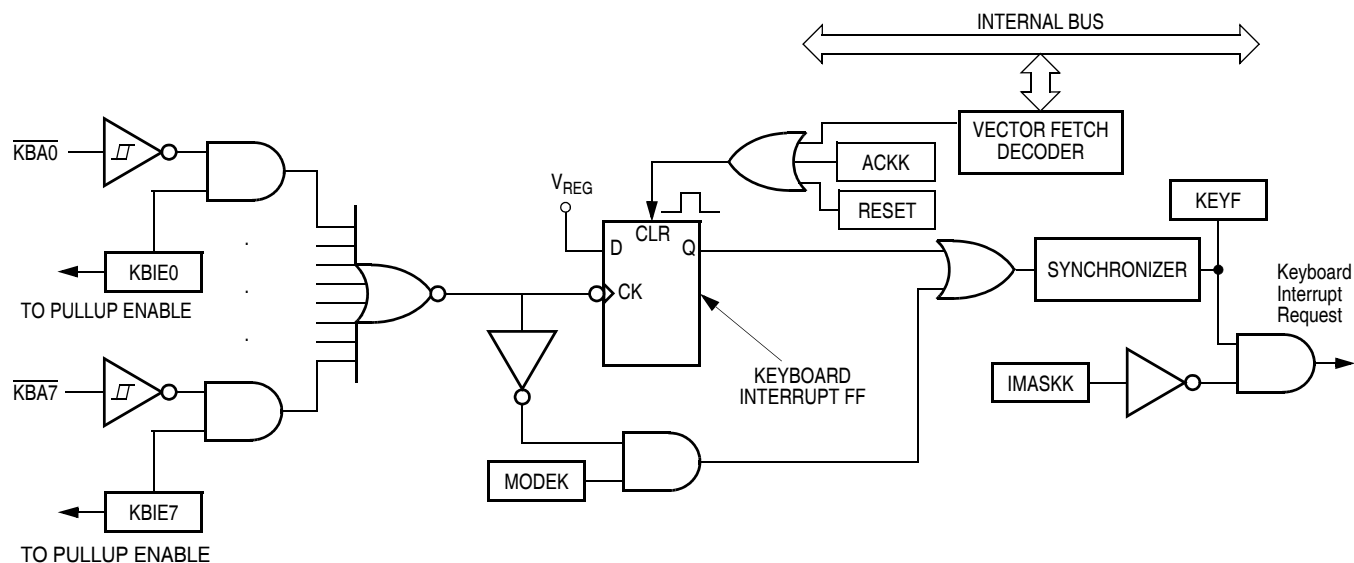 INTERNAL BUS
VECTOR FETCH
DECODER
KBA0
ACKK
VREG
RESET
KEYF
CLR
D
Q
SYNCHRONIZER
KBIE0
CK
TO PULLUP ENABLE
Keyboard
Interrupt
Request
KBA7
KEYBOARD
INTERRUPT FF
IMASKK
MODEK
KBIE7
TO PULLUP ENABLE